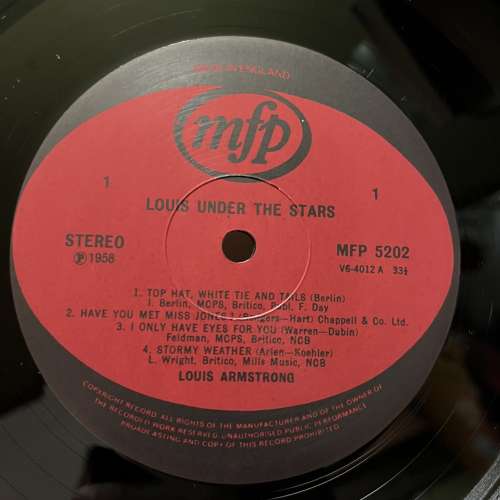 MADE IN ENGLAND
mfp
1
1
LOUIS UNDER THE STARS
STEREO
MFP 5202
Ⓟ1958
V6-4012 A 33⅓
1. TOP HAT, WHITE TIE AND TAILS (Berlin)
I. Berlin, MCPS, Britico, Publ. F. Day
2. HAVE YOU MET MISS JONES? (Rodgers—Hart) Chappell & Co. Ltd.
3. I ONLY HAVE EYES FOR YOU (Warren—Dubin)
Feldman, MCPS, Britico, NCB
4. STORMY WEATHER (Arlen—Koehler)
L. Wright, Britico, Mills Music, NCB
LOUIS ARMSTRONG
COPYRIGHT RECORD. ALL RIGHTS OF THE MANUFACTURER AND OF THE OWNER OF
THE RECORDED WORK RESERVED. UNAUTHORISED PUBLIC PERFORMANCE
BROADCASTING AND COPY OF THIS RECORD PROHIBITED